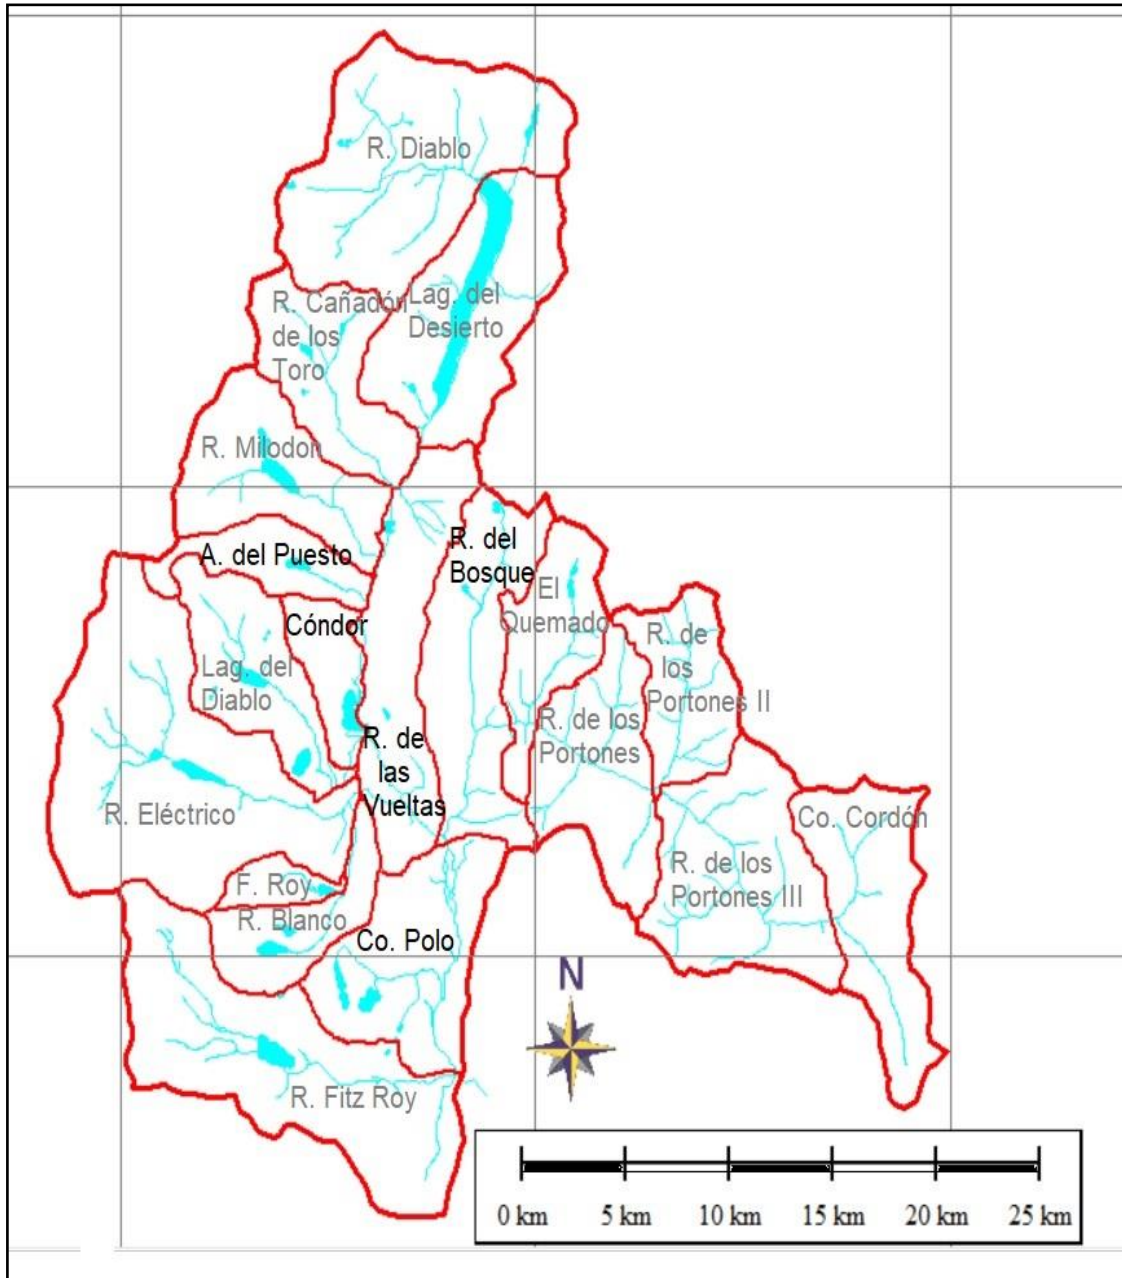 R. Diablo
Lag. del
Desierto
R. Cañadón
de los
Toro
R. Milodon
A. del Puesto
R. del
Bosque
El
Quemado
Cóndor
R. de
los
Portones II
Lag. del
Diablo
R. de los
Portones
R. de
las
Vueltas
R. Eléctrico
Co. Cordón
R. de los
Portones III
F. Roy
R. Blanco
Co. Polo
N
R. Fitz Roy
0 km 5 km 10 km 15 km 20 km 25 km